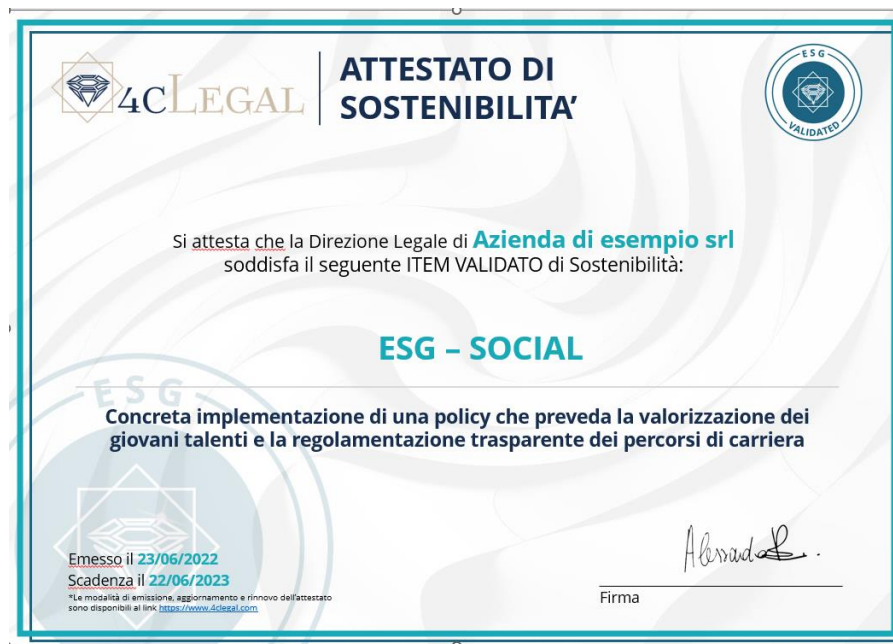 4CLEGAL
ATTESTATO DI
SOSTENIBILITA’
ESG
VALIDATED
Si attesta che la Direzione Legale di Azienda di esempio srl
soddisfa il seguente ITEM VALIDATO di Sostenibilità:
ESG – SOCIAL
ESG
Concreta implementazione di una policy che preveda la valorizzazione dei
giovani talenti e la regolamentazione trasparente dei percorsi di carriera
Emesso il 23/06/2022
Scadenza il 22/06/2023
*Le modalità di emissione, aggiornamento e rinnovo dell'attestato
sono disponibili al link https://www.4clegal.com
Firma